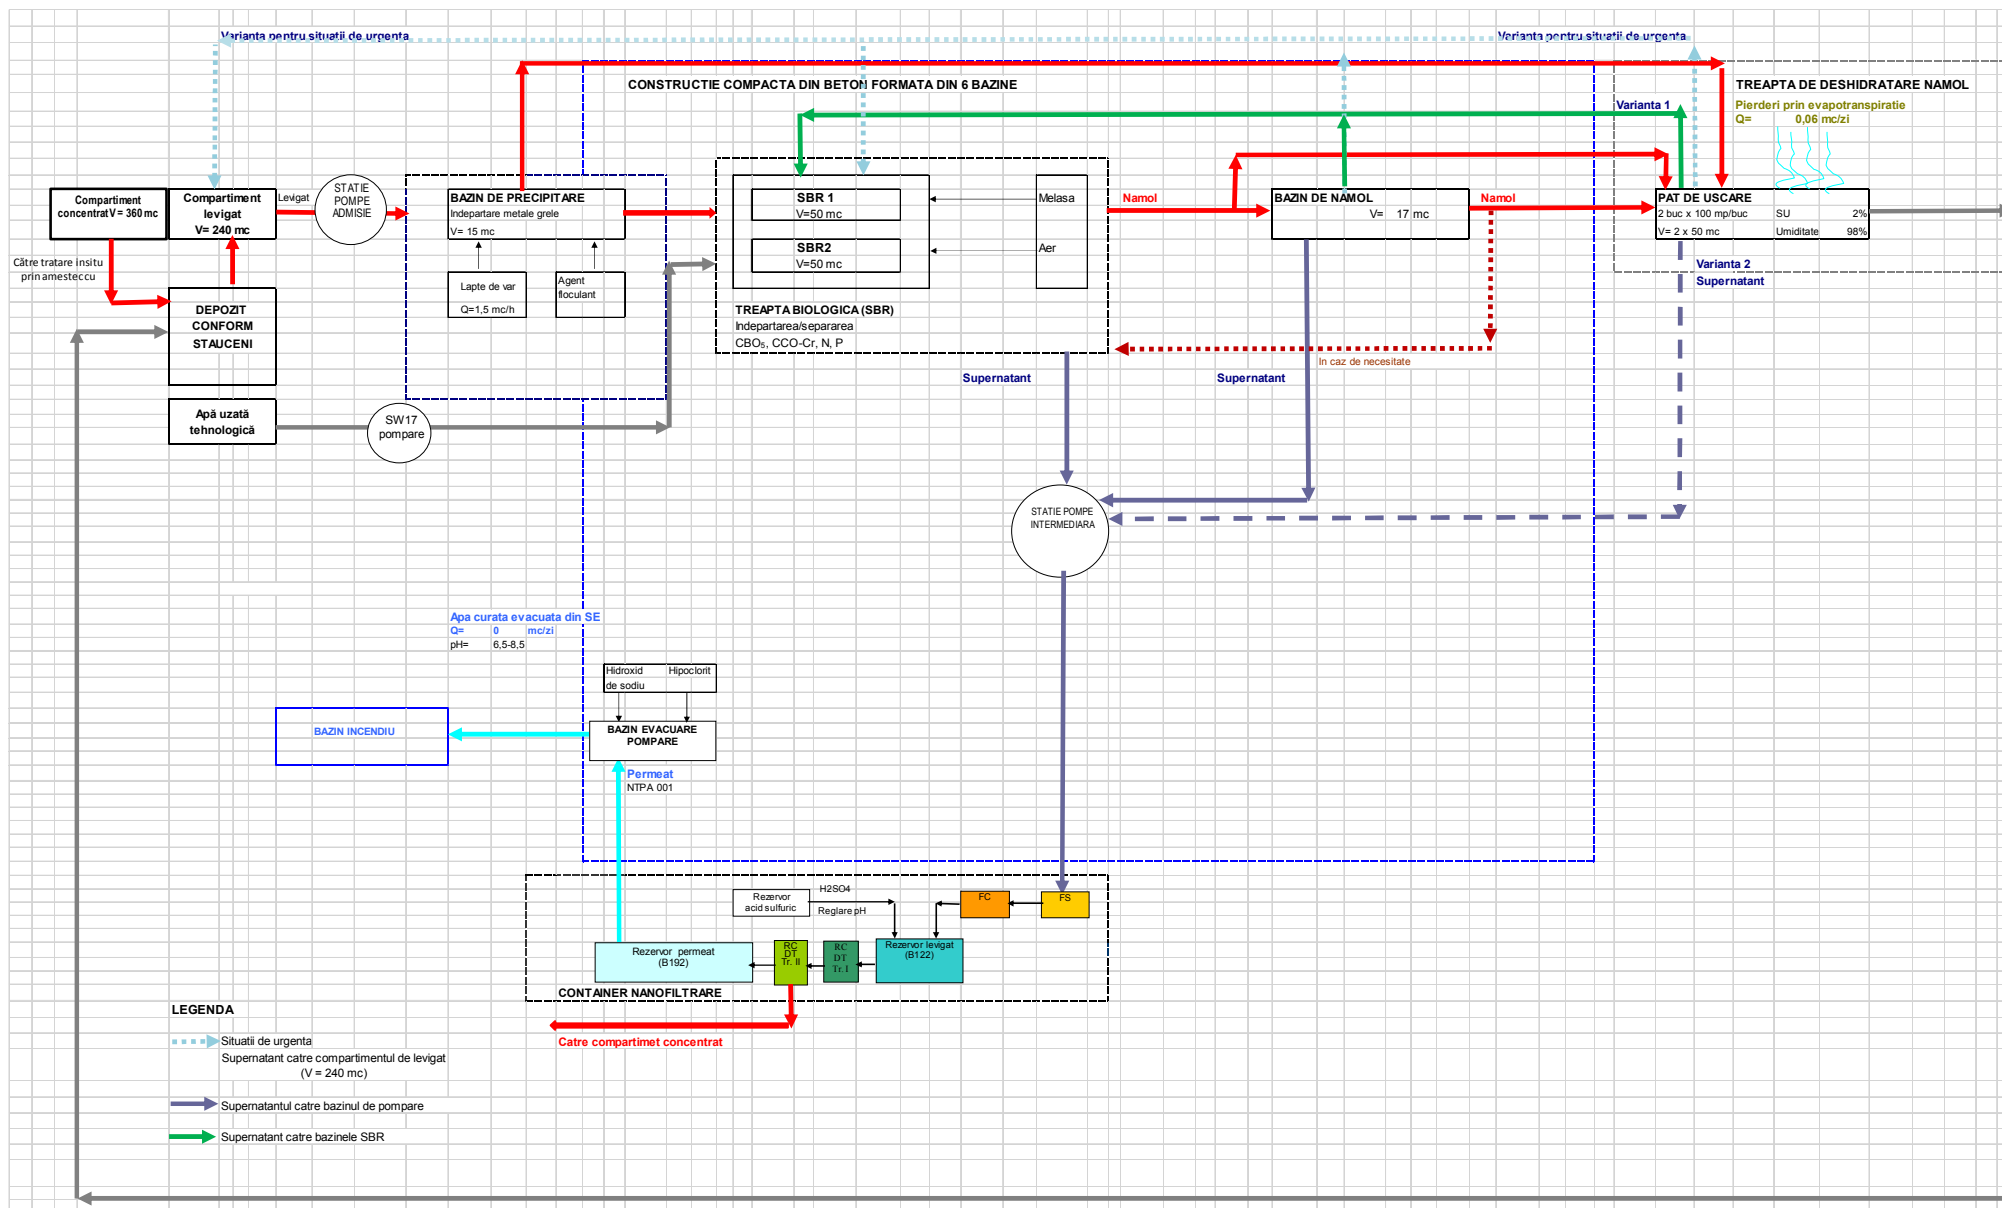 Varianta pentru situatii de urgenta
Varianta pentru situatii de urgenta
CONSTRUCTIE COMPACTA DIN BETON FORMATA DIN 6 BAZINE
TREAPTA DE DESHIDRATARE NAMOL
Varianta 1
Pierderi prin evapotranspiratie
Q= 0,06 mc/zi
Compartiment
concentrat V = 360 mc
Compartiment
levigat
V= 240 mc
Levigat
STATIE
POMPE
ADMISIE
BAZIN DE PRECIPITARE
Indepartare metale grele
V= 15 mc
SBR 1
V=50 mc
SBR2
V=50 mc
Melasa
Aer
Namol
BAZIN DE NAMOL
V= 17 mc
Namol
PAT DE USCARE
2 buc x 100 mp/buc SU 2%
V= 2 x 50 mc Umiditate 98%
Către tratare insitu
prin amestec cu
Lapte de var
Q=1,5 mc/h
Agent
floculant
Varianta 2
Supernatant
DEPOZIT
CONFORM
STAUCENI
TREAPTA BIOLOGICA (SBR)
Indepartarea/separarea
CBO₅, CCO-Cr, N, P
In caz de necesitate
Supernatant
Supernatant
Apă uzată
tehnologică
SW17
pompare
STATIE POMPE
INTERMEDIARA
Apa curata evacuata din SE
Q= 0 mc/zi
pH= 6,5-8,5
Hidroxid
de sodiu
Hipoclorit
BAZIN INCENDIU
BAZIN EVACUARE
POMPARE
Permeat
NTPA 001
Rezervor
acid sulfuric
H2SO4
Reglare pH
FC
FS
Rezervor permeat
(B192)
RC
DT
Tr. II
RC
DT
Tr. I
Rezervor levigat
(B122)
CONTAINER NANOFILTRARE
Catre compartimet concentrat
LEGENDA
Situatii de urgenta
Supernatant catre compartimentul de levigat
(V = 240 mc)
Supernatantul catre bazinul de pompare
Supernatant catre bazinele SBR